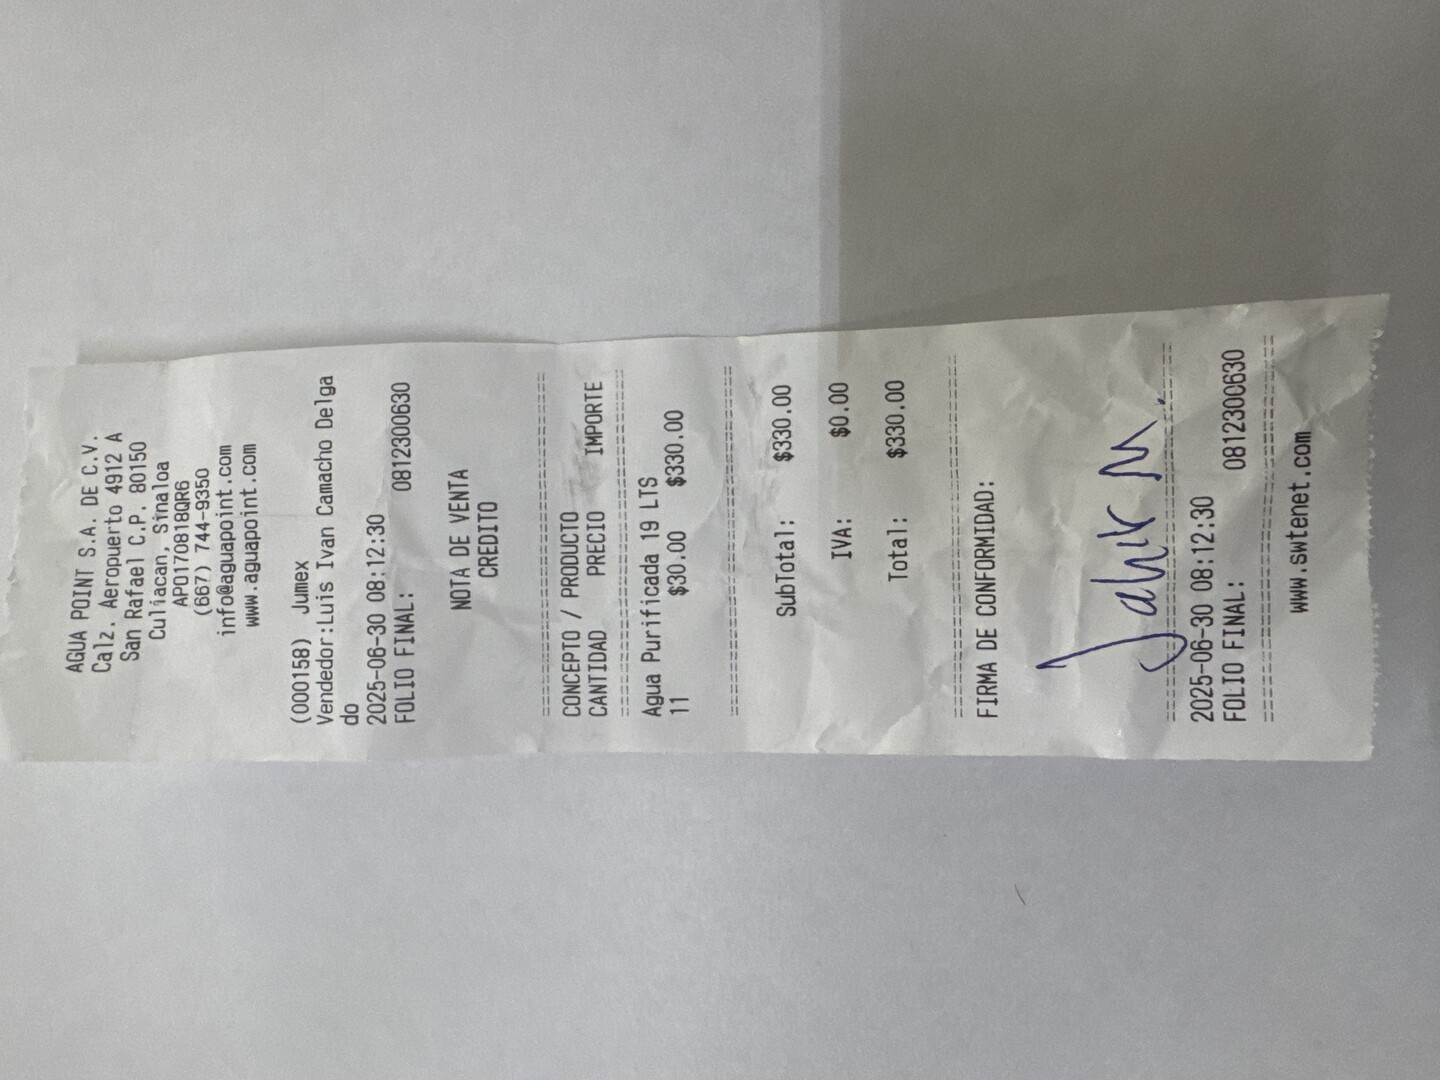 AGUA POINT S.A. DE C.V.
Calz. Aeropuerto 4912 A
San Rafael C.P. 80150
Culiacan, Sinaloa
APO170818QR6
(667) 744-9350
info@aguapoint.com
www.aguapoint.com
(000158) Jumex
Vendedor:Luis Ivan Camacho Delga
do
2025-06-30 08:12:30
FOLIO FINAL: 0812300630
NOTA DE VENTA
CREDITO
CONCEPTO / PRODUCTO
CANTIDAD PRECIO IMPORTE
Agua Purificada 19 LTS
11 $30.00 $330.00
SubTotal: $330.00
IVA: $0.00
Total: $330.00
FIRMA DE CONFORMIDAD:
2025-06-30 08:12:30
FOLIO FINAL: 0812300630
www.swtenet.com